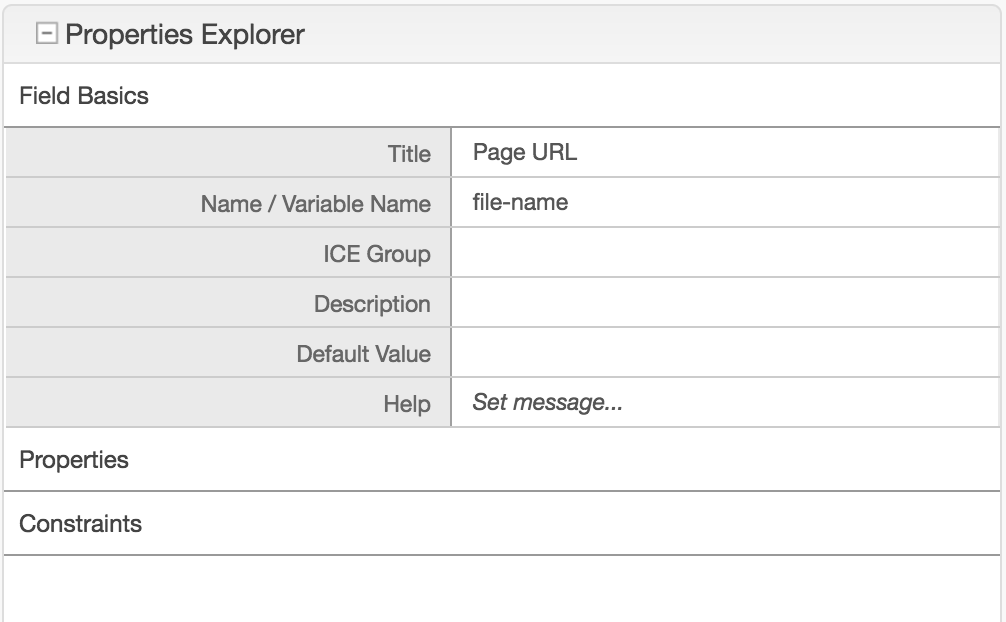 Properties Explorer
Field Basics
Title Page URL
Name / Variable Name file-name
ICE Group
Description
Default Value
Help Set message...
Properties
Constraints